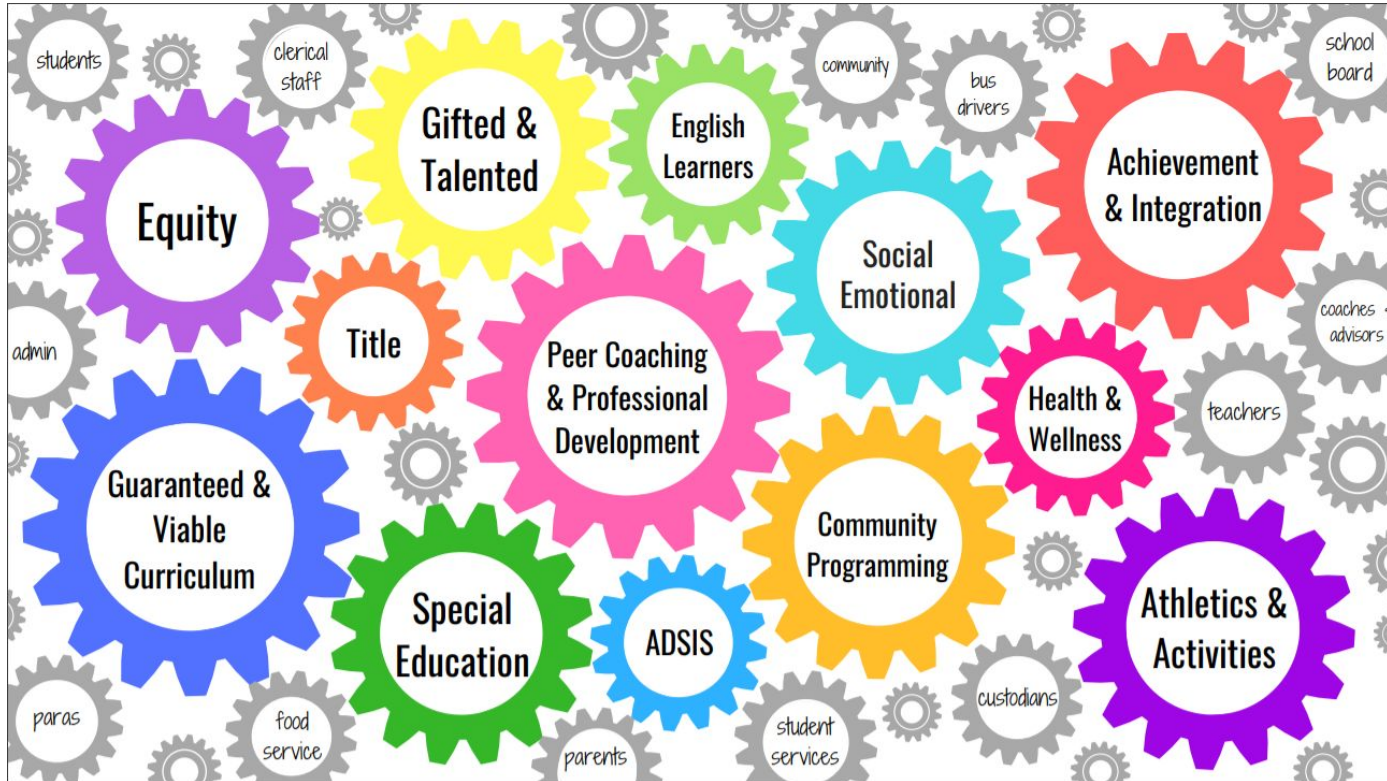 students
clerical
staff
community
bus
drivers
school
board
Gifted &
Talented
English
Learners
Achievement
& Integration
Equity
Social
Emotional
Title
admin
coaches +
advisors
Peer Coaching
& Professional
Development
Health &
Wellness
teachers
Guaranteed &
Viable
Curriculum
Community
Programming
Special
Education
ADSIS
Athletics &
Activities
paras
food
service
parents
student
services
custodians